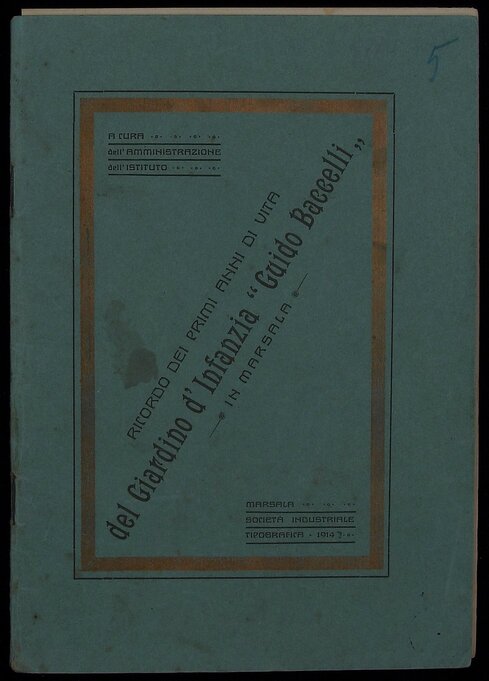 5
A CURA
dell'AMMINISTRAZIONE
dell'ISTITUTO
RICORDO DEI PRIMI ANNI DI VITA
del Giardino d'Infanzia "Guido Baccelli„
IN MARSALA
MARSALA
SOCIETÀ INDUSTRIALE
TIPOGRAFICA - 1914